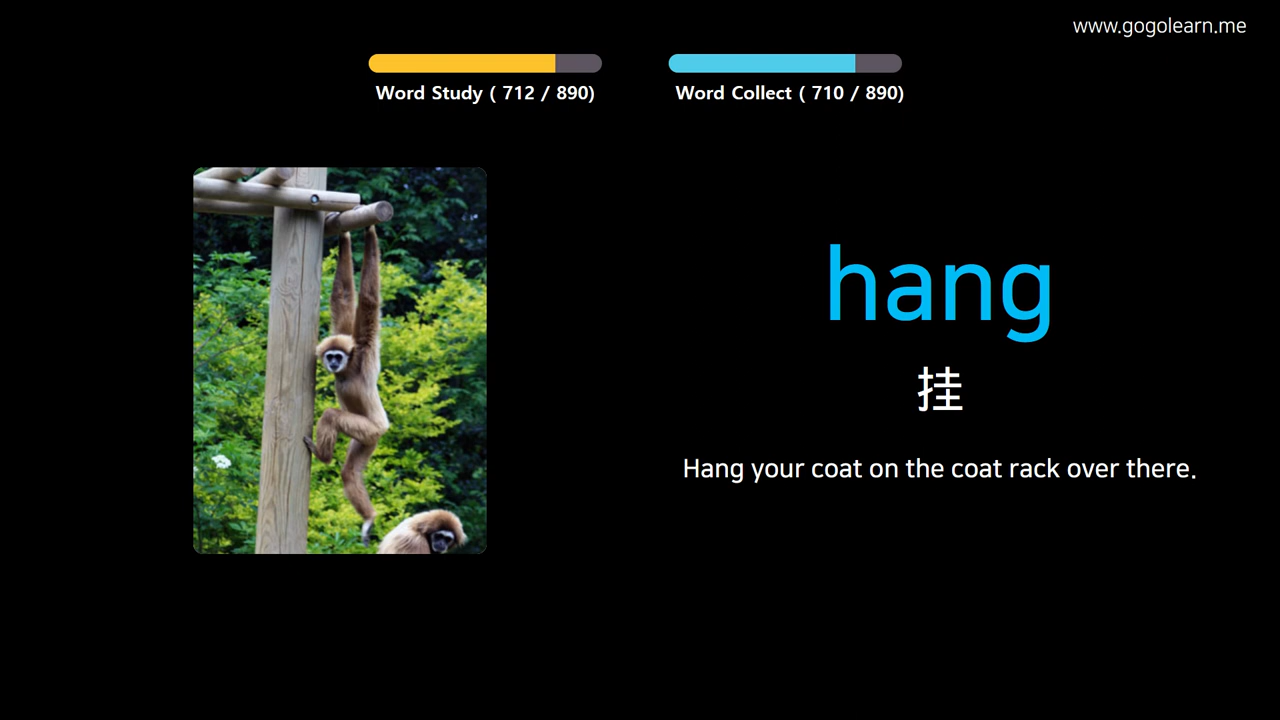 www.gogolearn.me
Word Study ( 712 / 890)
Word Collect ( 710 / 890)
hang
挂
Hang your coat on the coat rack over there.